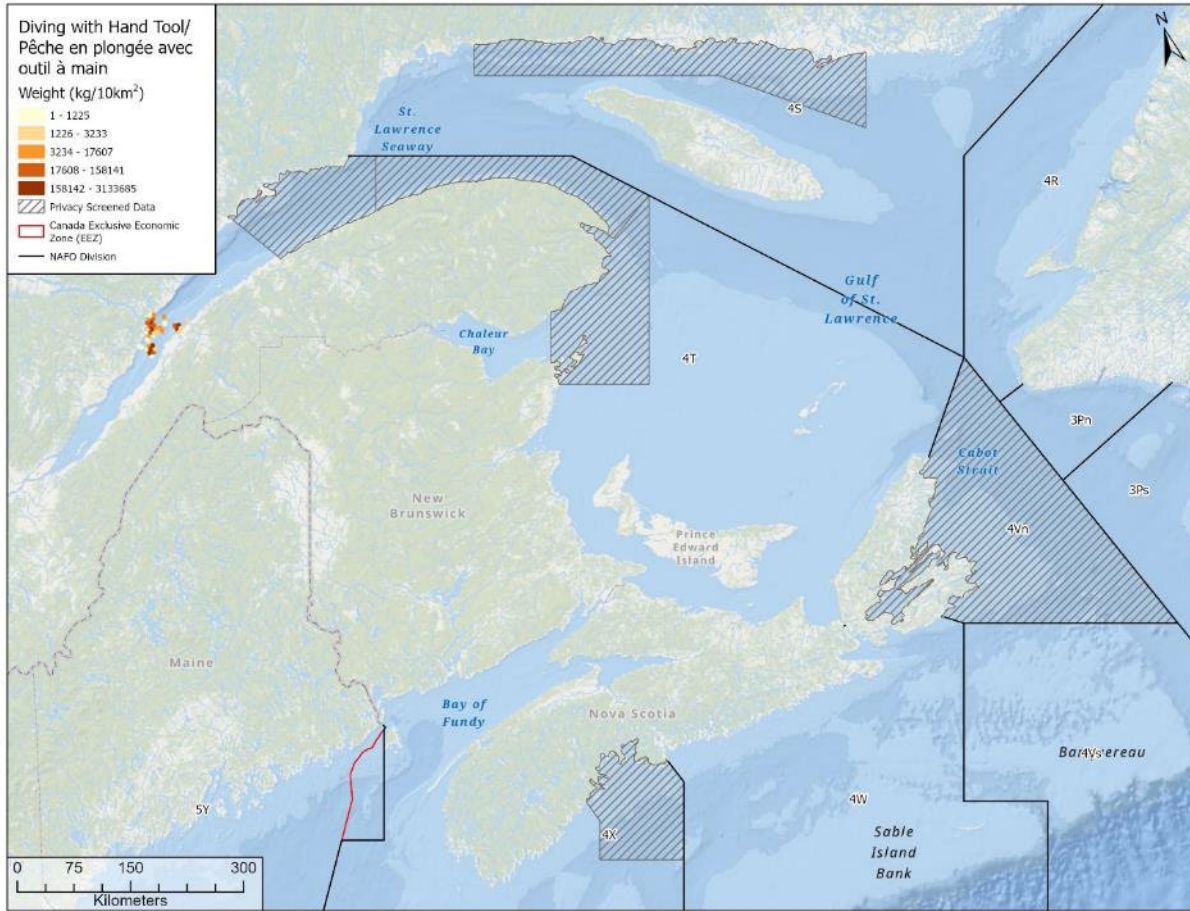 Diving with Hand Tool/
Pêche en plongée avec
outil à main
Weight (kg/10km²)
1 - 1225
1226 - 3233
3234 - 17607
17608 - 158141
158142 - 3133685
Privacy Screened Data
Canada Exclusive Economic
Zone (EEZ)
NAFO Division
N
St.
Lawrence
Seaway
4S
4R
Gulf
of St.
Lawrence
Chaleur
Bay
4T
3Pn
Cabot
Strait
3Ps
New
Brunswick
4Vn
Prince
Edward
Island
Maine
Bay of
Fundy
Nova Scotia
4Vs
5Y
4W
4X
Sable
Island
Bank
0 75 150 300
Kilometers